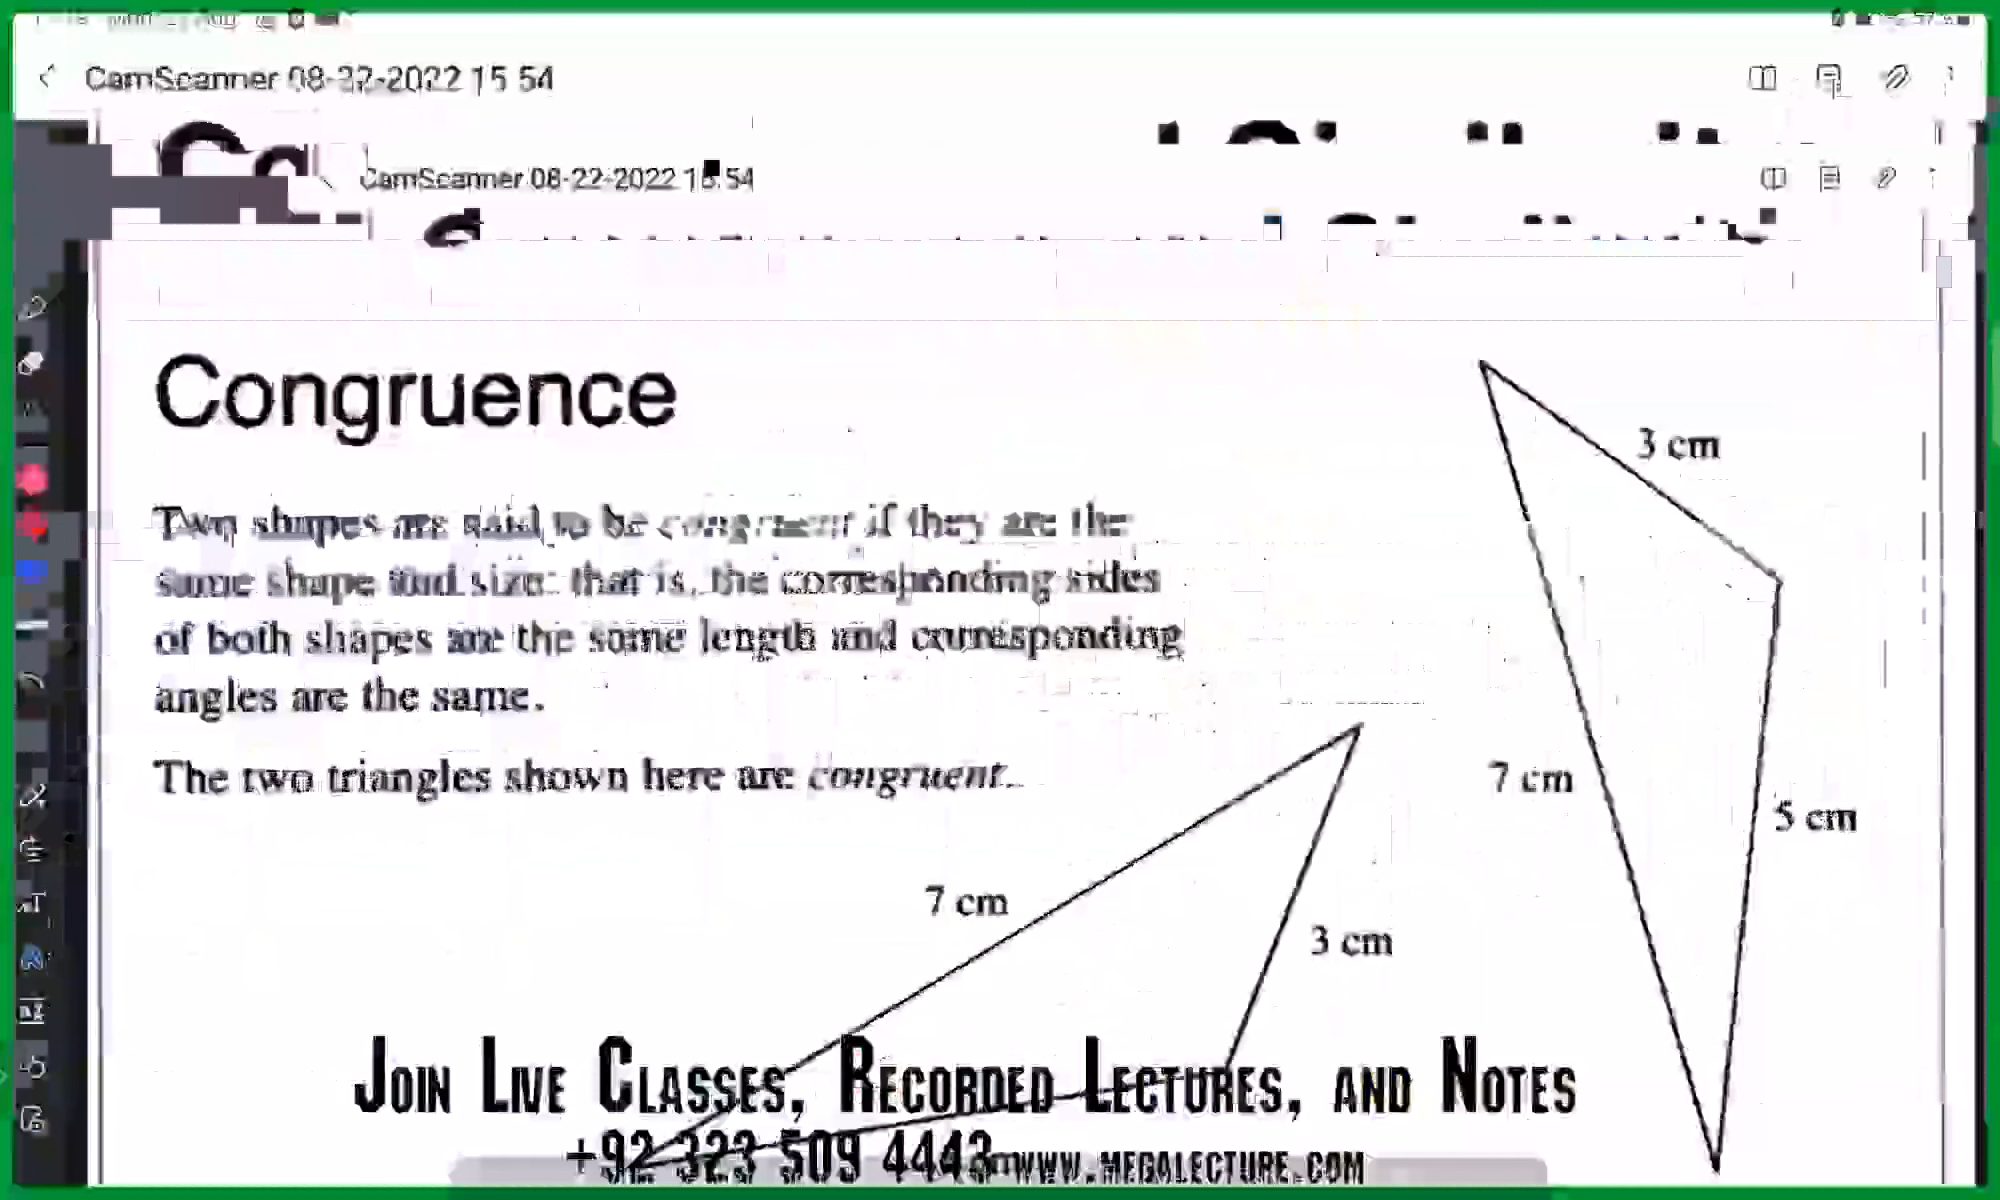 CamScanner 08-22-2022 15 54
CamScanner 08-22-2022 15.54
Congruence
3 cm
Two shapes are said to be congruent if they are the
same shape and size: that is, the corresponding sides
of both shapes are the same length and corresponding
angles are the same.
The two triangles shown here are congruent.
7 cm
5 cm
7 cm
3 cm
JOIN LIVE CLASSES, RECORDED LECTURES, AND NOTES
+92 323 509 4443 WWW.MEGALECTURE.COM